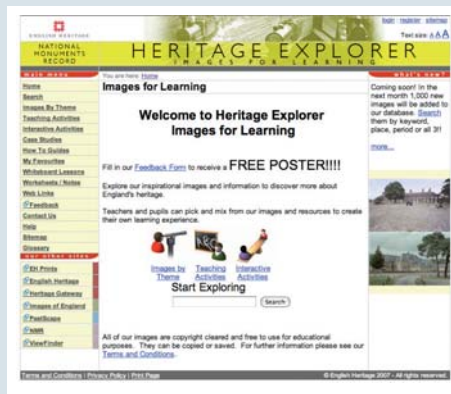 login register sitemap
ENGLISH HERITAGE
Text size: A A A
NATIONAL
MONUMENTS
RECORD
HERITAGE EXPLORER
IMAGES FOR LEARNING
main menu
Home
Search
Images By Theme
Teaching Activities
Interactive Activities
Case Studies
How To Guides
My Favourites
Whiteboard Lessons
Worksheets / Notes
Web Links
Feedback
Contact Us
Help
Sitemap
Glossary
our other sites
EH Prints
English Heritage
Heritage Gateway
Images of England
PastScape
NMR
ViewFinder
You are here: Home
Images for Learning
Welcome to Heritage Explorer
Images for Learning
Fill in our Feedback Form to receive a FREE POSTER!!!!
Explore our inspirational images and information to discover more about
England's heritage.
Teachers and pupils can pick and mix from our images and resources to create
their own learning experience.
ABC
Images by
Theme
Teaching
Activities
Interactive
Activities
Start Exploring
Search
All of our images are copyright cleared and free to use for educational
purposes. They can be copied or saved. For further information please see our
Terms and Conditions.
what's new?
Coming soon! In the
next month 1,000 new
images will be added to
our database. Search
them by keyword,
place, period or all 3!!
more...
Terms and Conditions | Privacy Policy | Print Page
© English Heritage 2007 - All rights reserved.